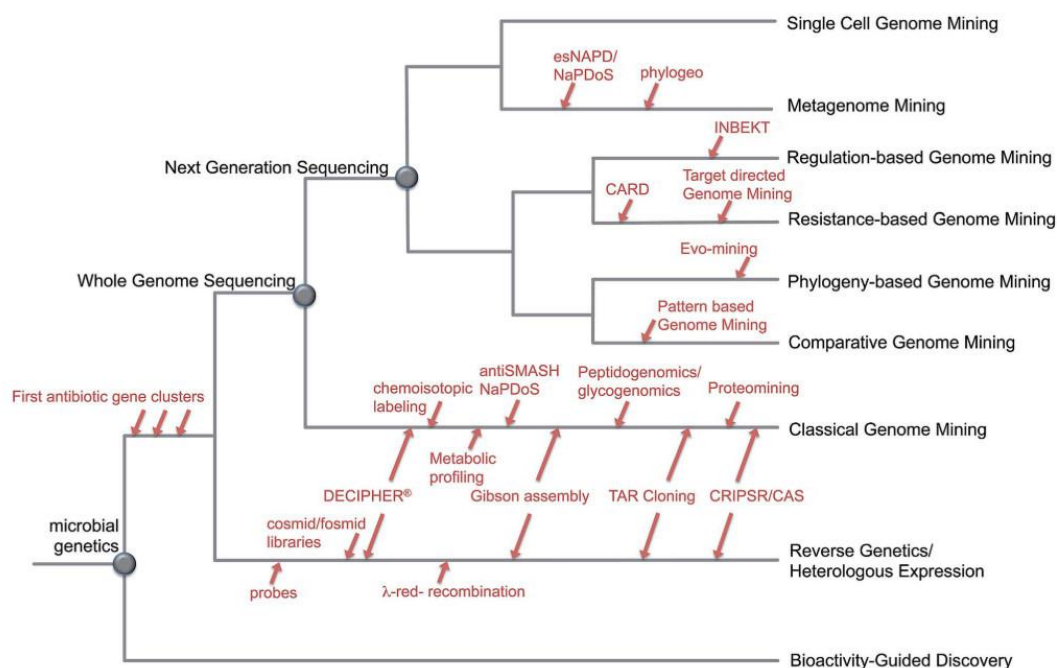 Single Cell Genome Mining
esNAPD/
NaPDoS
phylogeo
Metagenome Mining
INBEKT
Next Generation Sequencing
Regulation-based Genome Mining
CARD
Target directed
Genome Mining
Resistance-based Genome Mining
Evo-mining
Whole Genome Sequencing
Phylogeny-based Genome Mining
Pattern based
Genome Mining
Comparative Genome Mining
First antibiotic gene clusters
chemoisotopic
labeling
antiSMASH
NaPDoS
Peptidogenomics/
glycogenomics
Proteomining
Classical Genome Mining
Metabolic
profiling
DECIPHER®
Gibson assembly
TAR Cloning
CRIPSR/CAS
microbial
genetics
cosmid/fosmid
libraries
Reverse Genetics/
Heterologous Expression
probes
λ-red- recombination
Bioactivity-Guided Discovery